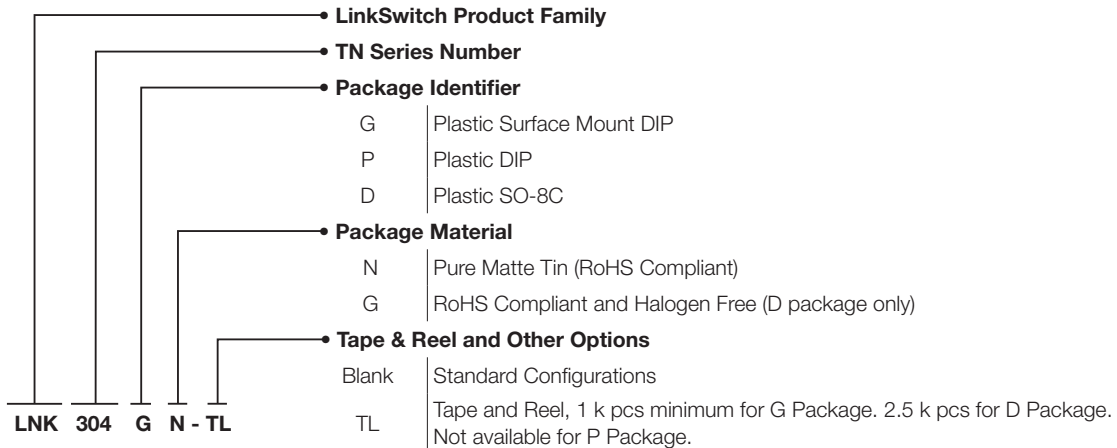 • LinkSwitch Product Family
• TN Series Number
• Package Identifier
G Plastic Surface Mount DIP
P Plastic DIP
D Plastic SO-8C
• Package Material
N Pure Matte Tin (RoHS Compliant)
G RoHS Compliant and Halogen Free (D package only)
• Tape & Reel and Other Options
Blank Standard Configurations
TL Tape and Reel, 1 k pcs minimum for G Package. 2.5 k pcs for D Package.
Not available for P Package.
LNK 304 G N - TL